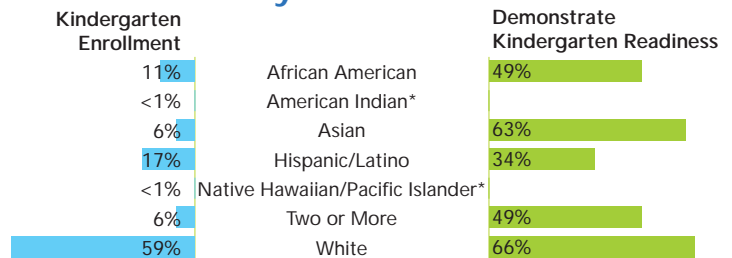 Kindergarten
Enrollment
Demonstrate
Kindergarten Readiness
11% African American 49%
<1% American Indian*
6% Asian 63%
17% Hispanic/Latino 34%
<1% Native Hawaiian/Pacific Islander*
6% Two or More 49%
59% White 66%